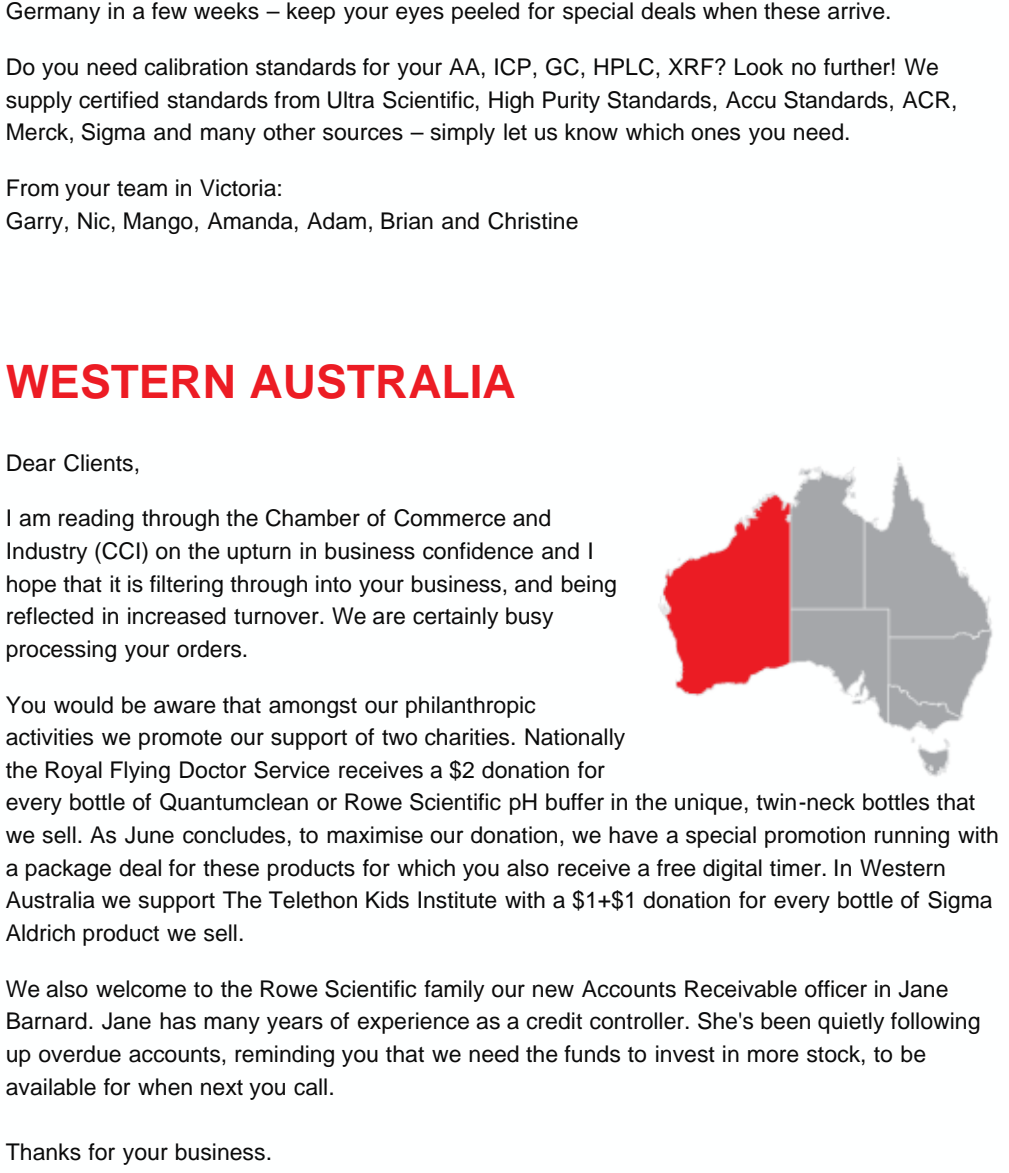 Germany in a few weeks – keep your eyes peeled for special deals when these arrive.
Do you need calibration standards for your AA, ICP, GC, HPLC, XRF? Look no further! We
supply certified standards from Ultra Scientific, High Purity Standards, Accu Standards, ACR,
Merck, Sigma and many other sources – simply let us know which ones you need.
From your team in Victoria:
Garry, Nic, Mango, Amanda, Adam, Brian and Christine
WESTERN AUSTRALIA
Dear Clients,
I am reading through the Chamber of Commerce and
Industry (CCI) on the upturn in business confidence and I
hope that it is filtering through into your business, and being
reflected in increased turnover. We are certainly busy
processing your orders.
You would be aware that amongst our philanthropic
activities we promote our support of two charities. Nationally
the Royal Flying Doctor Service receives a $2 donation for
every bottle of Quantumclean or Rowe Scientific pH buffer in the unique, twin-neck bottles that
we sell. As June concludes, to maximise our donation, we have a special promotion running with
a package deal for these products for which you also receive a free digital timer. In Western
Australia we support The Telethon Kids Institute with a $1+$1 donation for every bottle of Sigma
Aldrich product we sell.
We also welcome to the Rowe Scientific family our new Accounts Receivable officer in Jane
Barnard. Jane has many years of experience as a credit controller. She's been quietly following
up overdue accounts, reminding you that we need the funds to invest in more stock, to be
available for when next you call.
Thanks for your business.